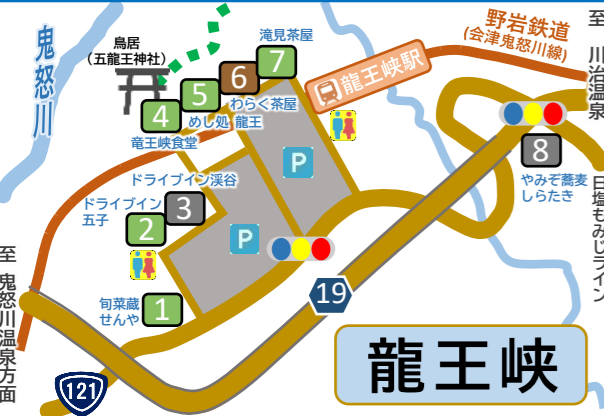 鬼怒川
鳥居
（五龍王神社）
滝見茶屋
7
6
5
4
わらく茶屋
めし処 龍王
竜王峡食堂
龍王峡駅
野岩鉄道
(会津鬼怒川線)
至 川治温泉
P
8
やみぞ蕎麦
しらたき
日塩もみじライン
ドライブイン渓谷
3
ドライブイン
五子
2
P
旬菜蔵
せんや
1
19
至 鬼怒川温泉方面
121
龍王峡